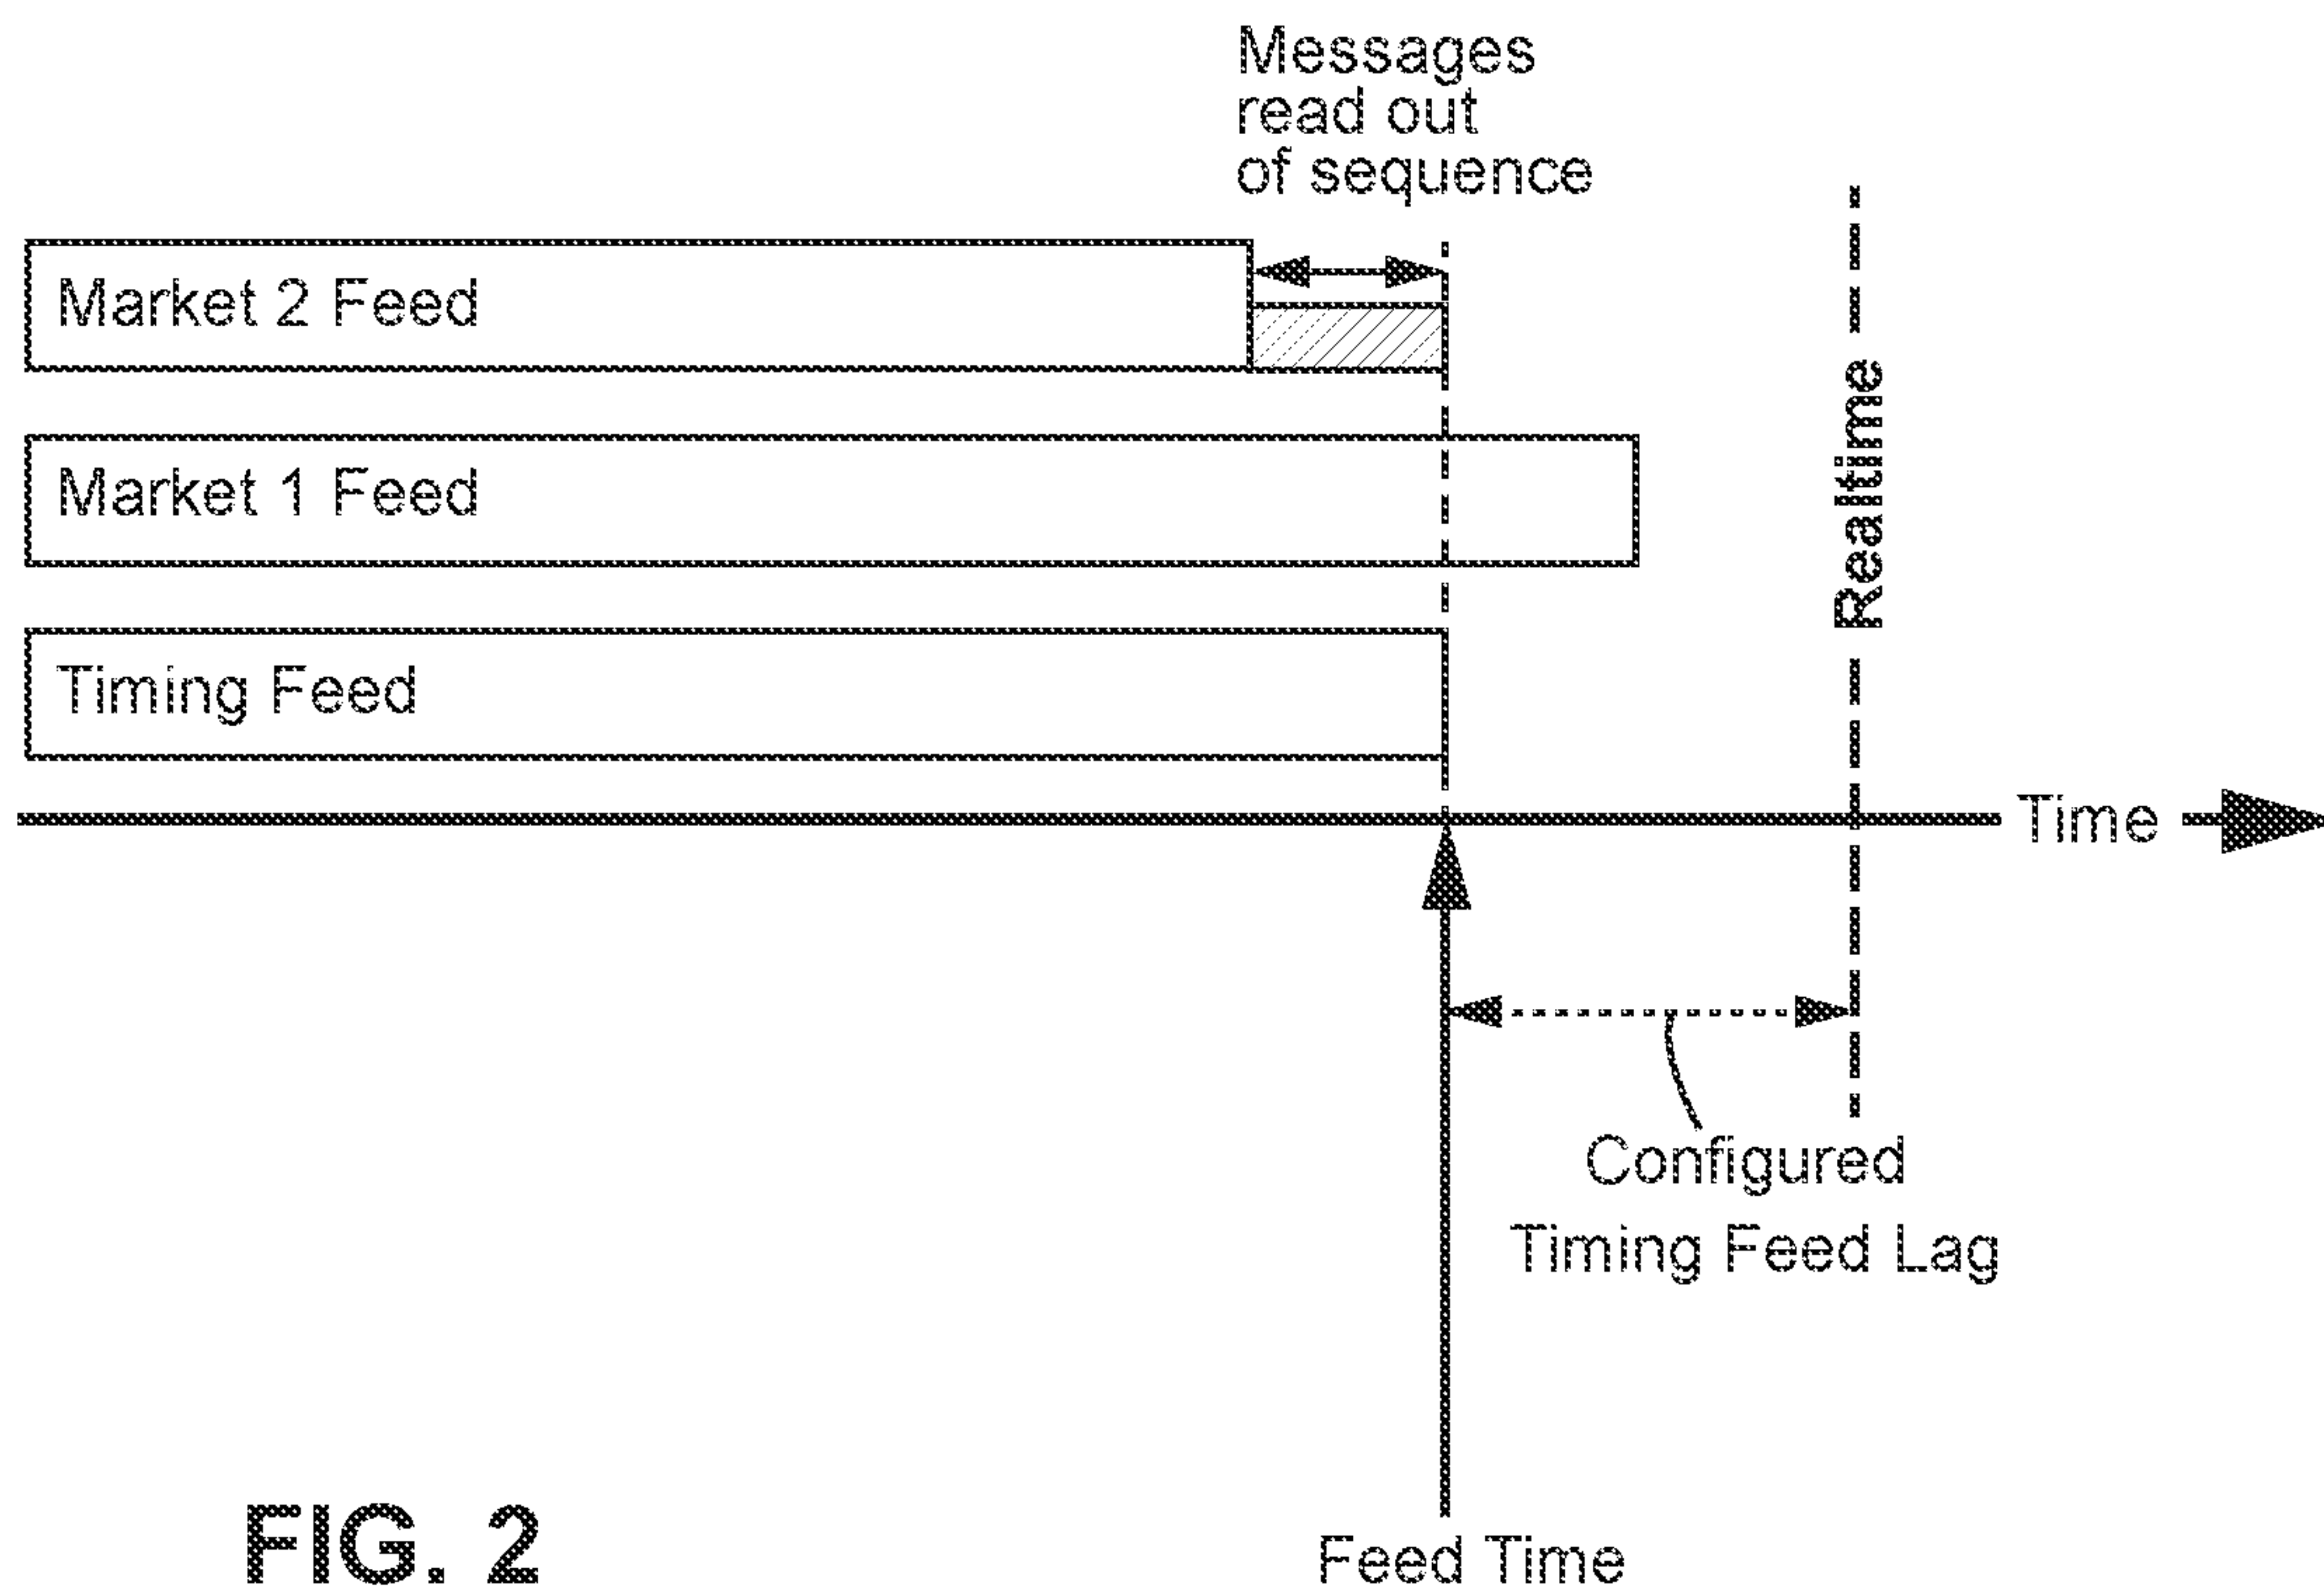 Messages
read out
of sequence
Market 2 Feed
Market 1 Feed
Realtime
Timing Feed
Time
Configured
Timing Feed Lag
Feed Time
FIG. 2